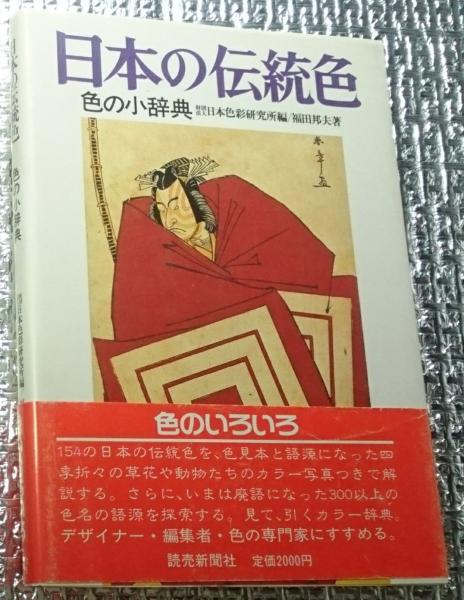 日本の伝統色
色の小辞典 財団法人日本色彩研究所編/福田邦夫著
春章画
色のいろいろ
154の日本の伝統色を、色見本と語源になった四
季折々の草花や動物たちのカラー写真つきで解
説する。さらに、いまは廃語になった300以上の
色名の語源を探索する。見て、引くカラー辞典。
デザイナー・編集者・色の専門家にすすめる。
読売新聞社 定価2000円
日本の伝統色 色の小辞典